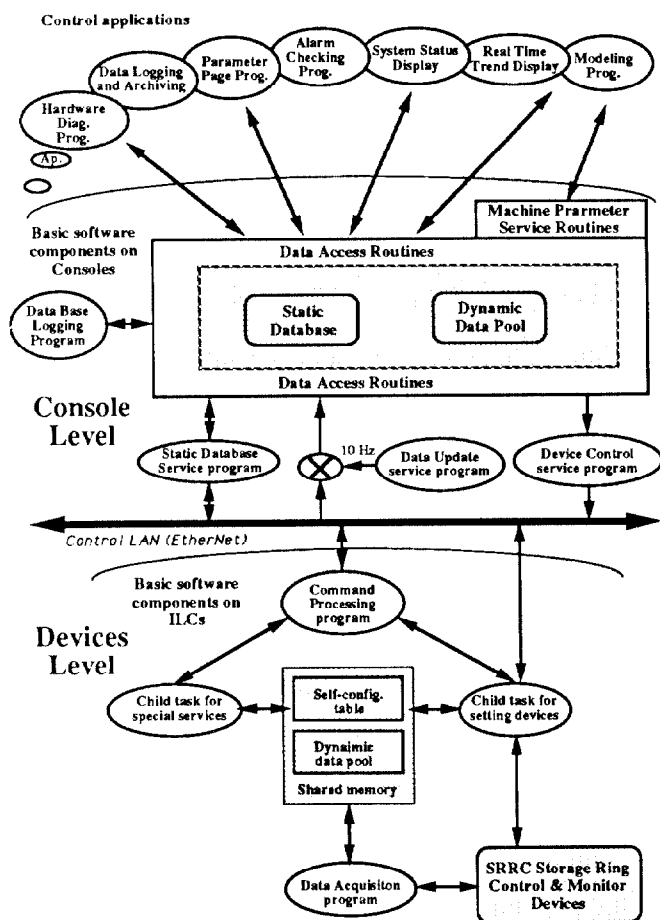 Control applications
Alarm
Checking
Prog.
System Status
Display
Real Time
Trend Display
Modeling
Prog.
Parameter
Page Prog.
Data Logging
and Archiving
Hardware
Diag.
Prog.
Ap.
Machine Prarmeter
Service Routines
Basic software
components on
Consoles
Data Access Routines
Static
Database
Dynamic
Data Pool
Data Base
Logging
Program
Data Access Routines
Console
Level
Static Database
Service program
10 Hz
Data Update
service program
Device Control
service program
Control LAN (EtherNet)
Basic software
components on
ILCs
Command
Processing
program
Devices
Level
Child task for
special services
Self-config.
table
Dynaimic
data pool
Shared memory
Child task for
setting devices
Data Acquisiton
program
SRRC Storage Ring
Control & Monitor
Devices